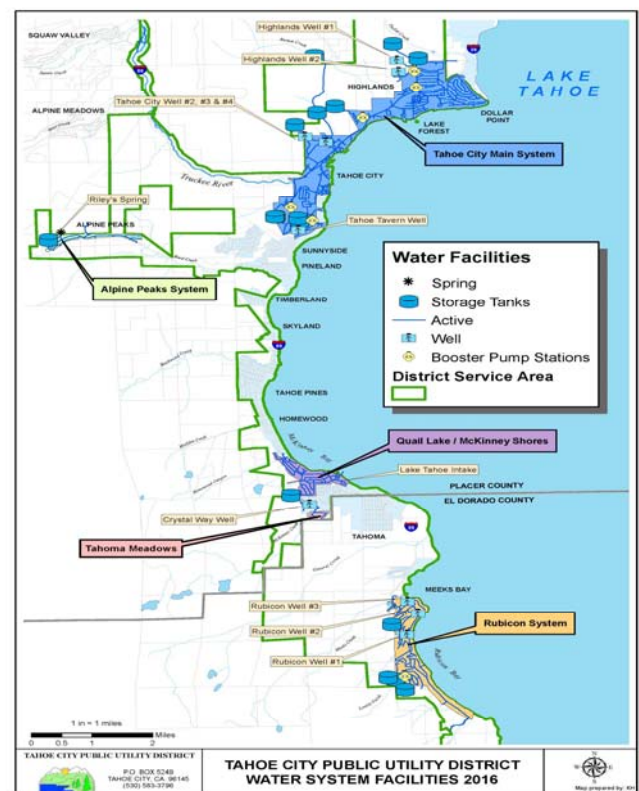 SQUAW VALLEY
Highlands Well #1
Highlands Well #2
HIGHLANDS
LAKE
TAHOE
ALPINE MEADOWS
Tahoe City Well #2, #3 & #4
DOLLAR
POINT
LAKE
FOREST
Tahoe City Main System
Truckee River
TAHOE CITY
Riley's Spring
ALPINE PEAKS
Tahoe Tavern Well
SUNNYSIDE
PINELAND
Alpine Peaks System
TIMBERLAND
SKYLAND
Water Facilities
Spring
Storage Tanks
Active
Well
Booster Pump Stations
District Service Area
TAHOE PINES
HOMEWOOD
McKinney Bay
Quail Lake / McKinney Shores
Lake Tahoe Intake
PLACER COUNTY
EL DORADO COUNTY
Crystal Way Well
TAHOMA
Tahoma Meadows
MEEKS BAY
Rubicon Well #3
Rubicon Well #2
Rubicon System
Rubicon Well #1
Rubicon Bay
1 in = 1 miles
Miles
0 0.5 1 2
TAHOE CITY PUBLIC UTILITY DISTRICT
P.O. BOX 5249
TAHOE CITY, CA. 96145
(530) 583-3796
TAHOE CITY PUBLIC UTILITY DISTRICT
WATER SYSTEM FACILITIES 2016
Map prepared by: KH